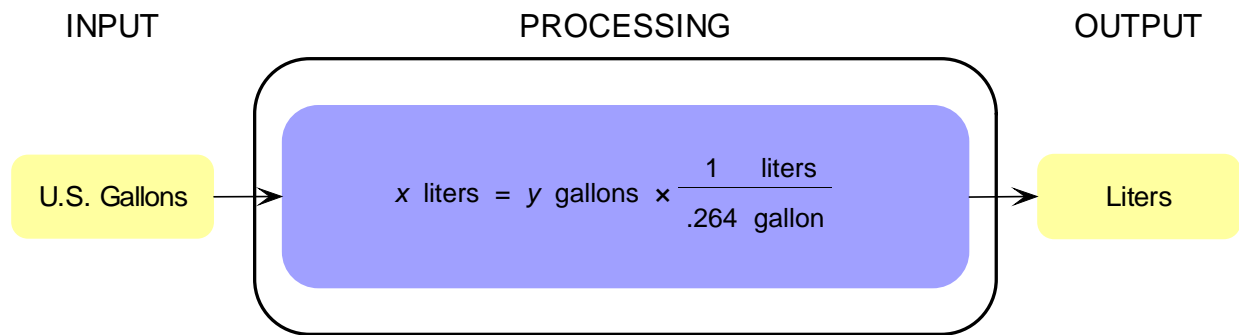 INPUT PROCESSING OUTPUT
U.S. Gallons
x liters = y gallons × 1 liters
.264 gallon
Liters